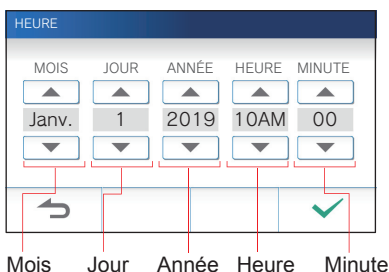 HEURE
MOIS JOUR ANNÉE HEURE MINUTE
Janv. 1 2019 10AM 00
Mois Jour Année Heure Minute